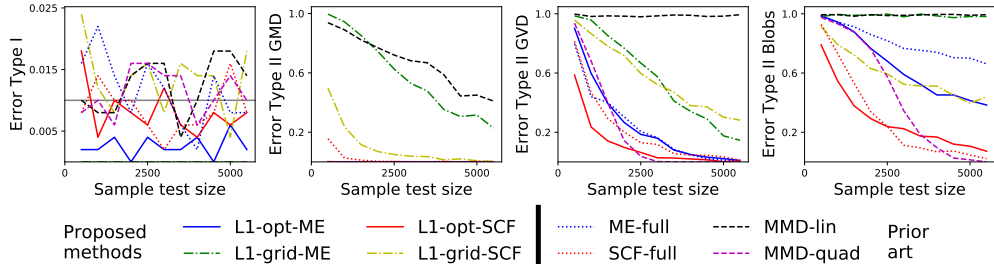 Error Type I
0.025
0.015
0.005
2500
5000
Sample test size
Error Type II GMD
1.0
0.6
0.2
2500
5000
Sample test size
Error Type II GVD
1.0
0.6
0.2
2500
5000
Sample test size
Error Type II Blobs
1.0
0.6
0.2
2500
5000
Sample test size
Proposed
methods
L1-opt-ME
L1-grid-ME
L1-opt-SCF
L1-grid-SCF
ME-full
SCF-full
MMD-lin
MMD-quad
Prior
art